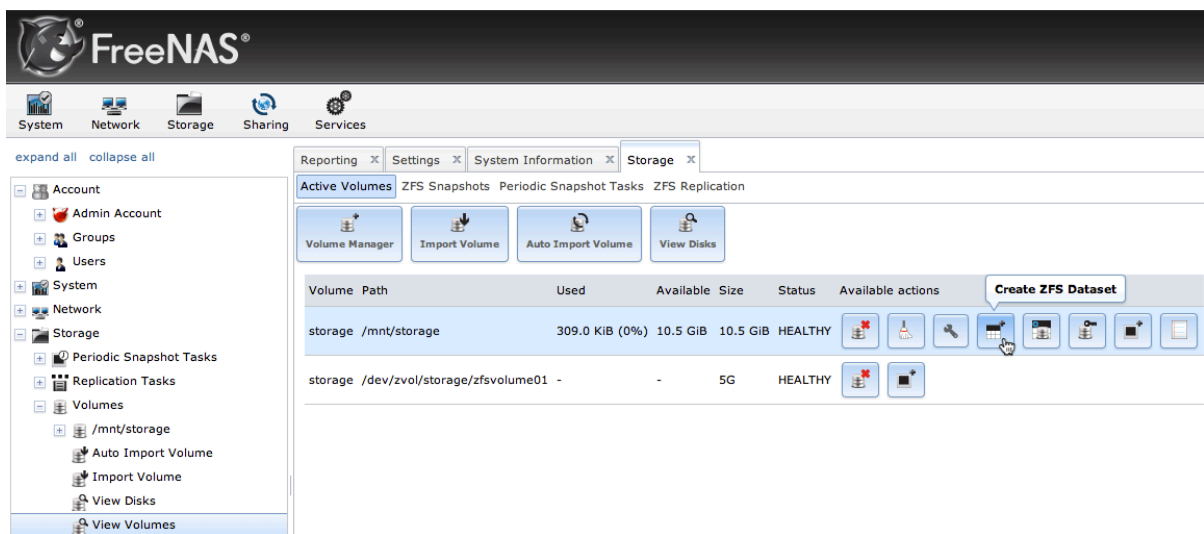 FreeNAS®
System Network Storage Sharing Services
expand all collapse all
Account
Admin Account
Groups
Users
System
Network
Storage
Periodic Snapshot Tasks
Replication Tasks
Volumes
/mnt/storage
Auto Import Volume
Import Volume
View Disks
View Volumes
Reporting X Settings X System Information X Storage X
Active Volumes ZFS Snapshots Periodic Snapshot Tasks ZFS Replication
Volume Manager Import Volume Auto Import Volume View Disks
Create ZFS Dataset
Volume Path Used Available Size Status Available actions
storage /mnt/storage 309.0 KiB (0%) 10.5 GiB 10.5 GiB HEALTHY
storage /dev/zvol/storage/zfsvolume01 - - 5G HEALTHY